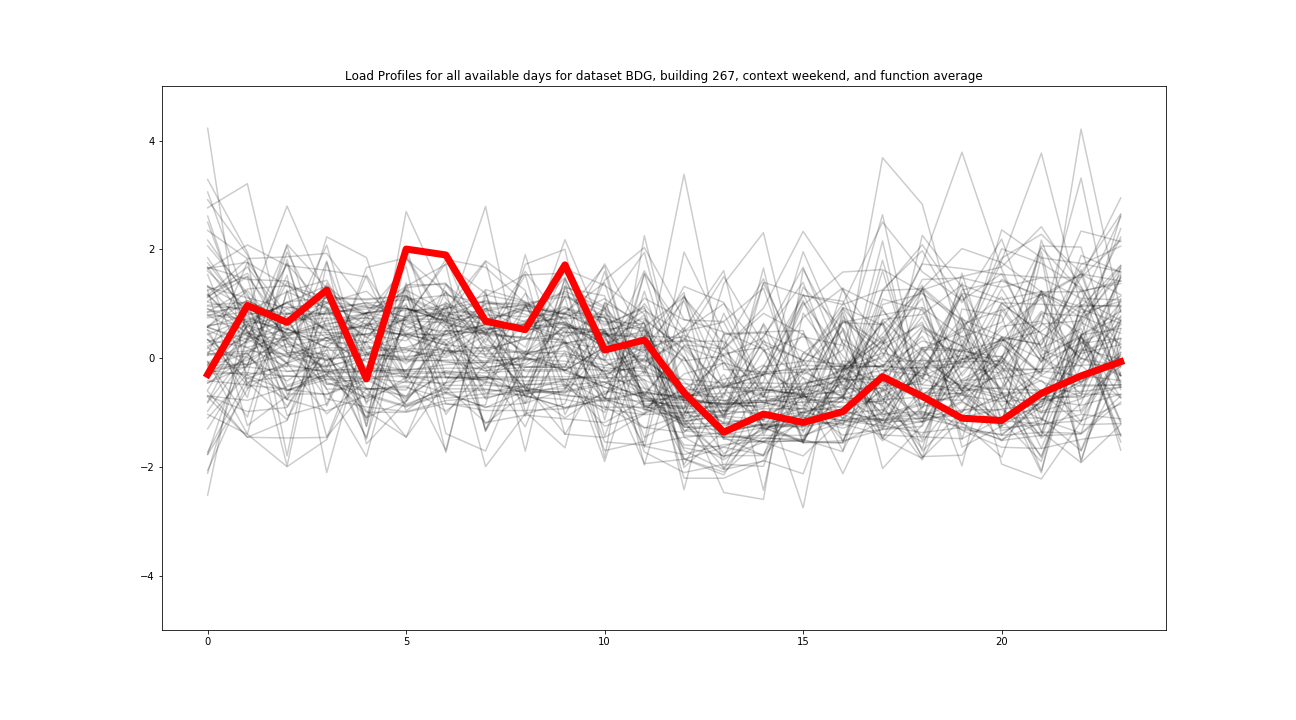 Load Profiles for all available days for dataset BDG, building 267, context weekend, and function average
4
2
0
−2
−4
0 5 10 15 20